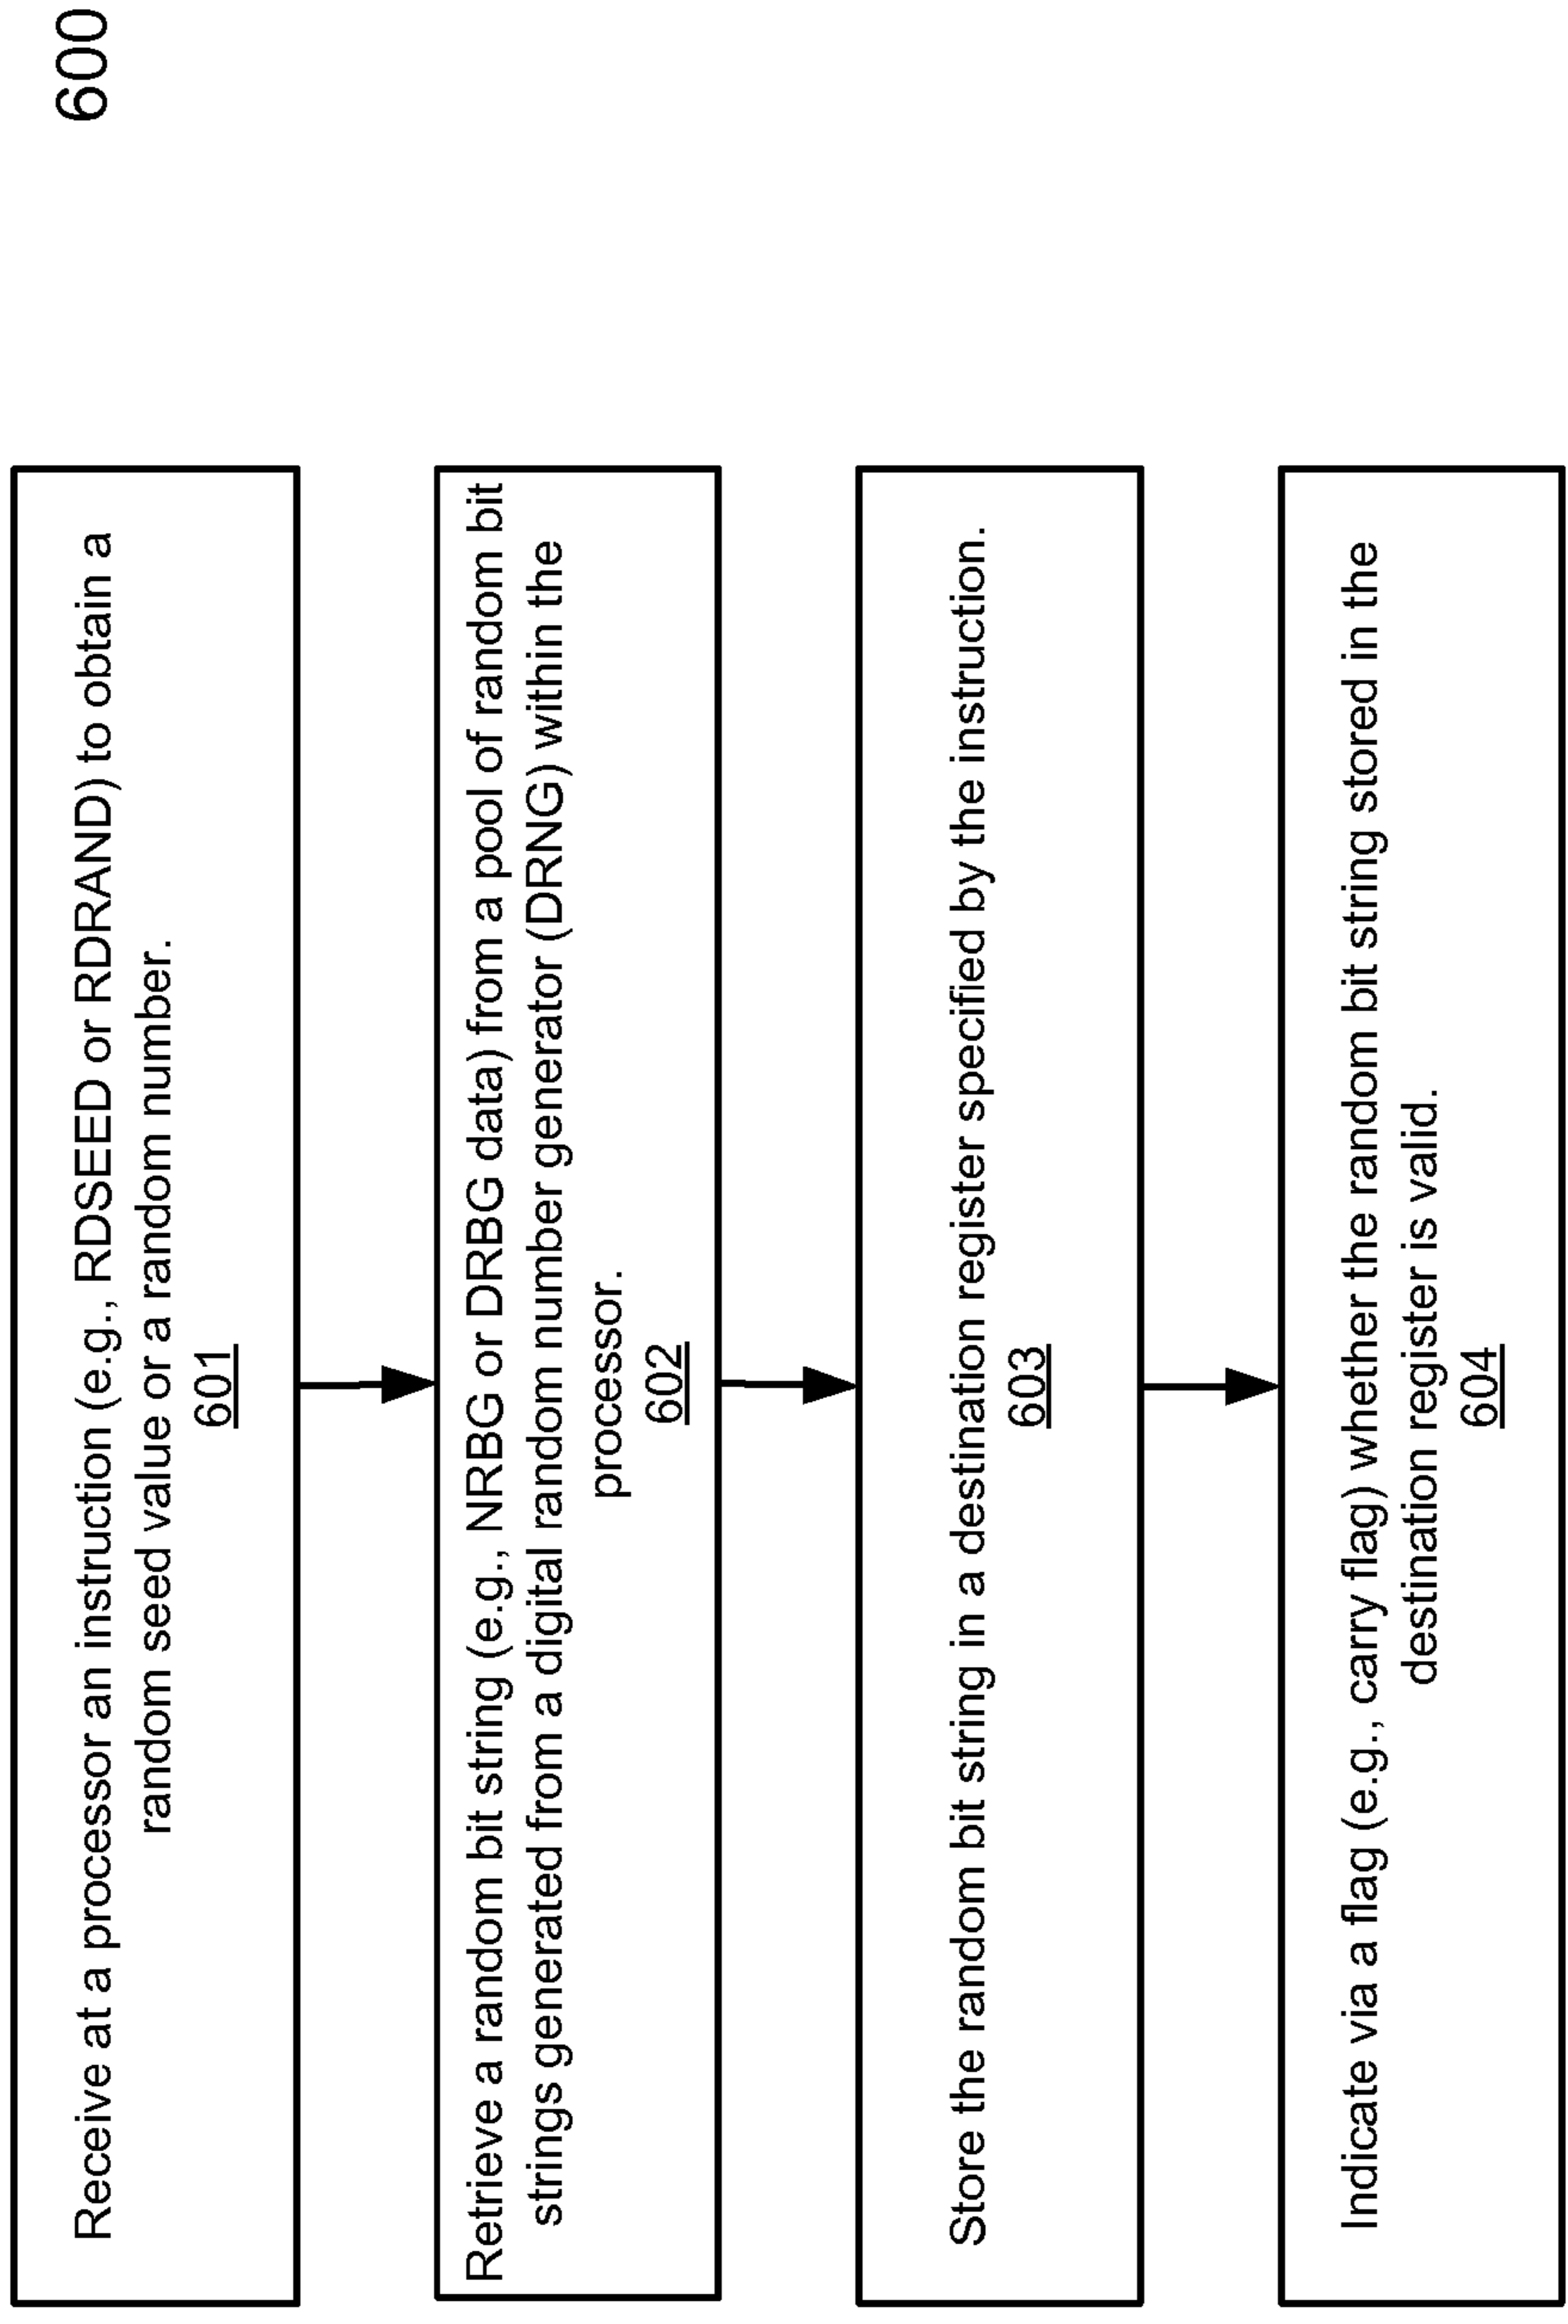 600
Receive at a processor an instruction (e.g., RDSEED or RDRAND) to obtain a
random seed value or a random number.
601
Retrieve a random bit string (e.g., NRBG or DRBG data) from a pool of random bit
strings generated from a digital random number generator (DRNG) within the
processor.
602
Store the random bit string in a destination register specified by the instruction.
603
Indicate via a flag (e.g., carry flag) whether the random bit string stored in the
destination register is valid.
604